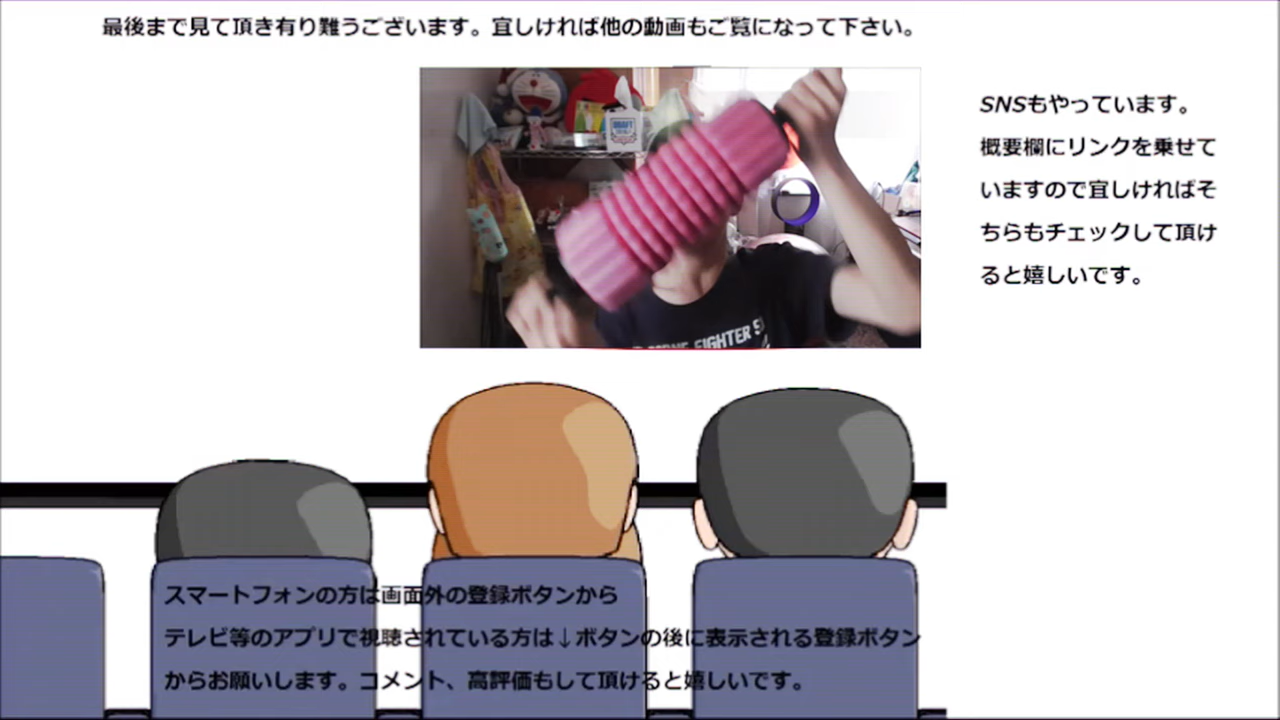 最後まで見て頂き有り難うございます。宜しければ他の動画もご覧になって下さい。
SNSもやっています。
概要欄にリンクを乗せて
いますので宜しければそ
ちらもチェックして頂け
ると嬉しいです。
FIGHTER
スマートフォンの方は画面外の登録ボタンから
テレビ等のアプリで視聴されている方は↓ボタンの後に表示される登録ボタン
からお願いします。コメント、高評価もして頂けると嬉しいです。